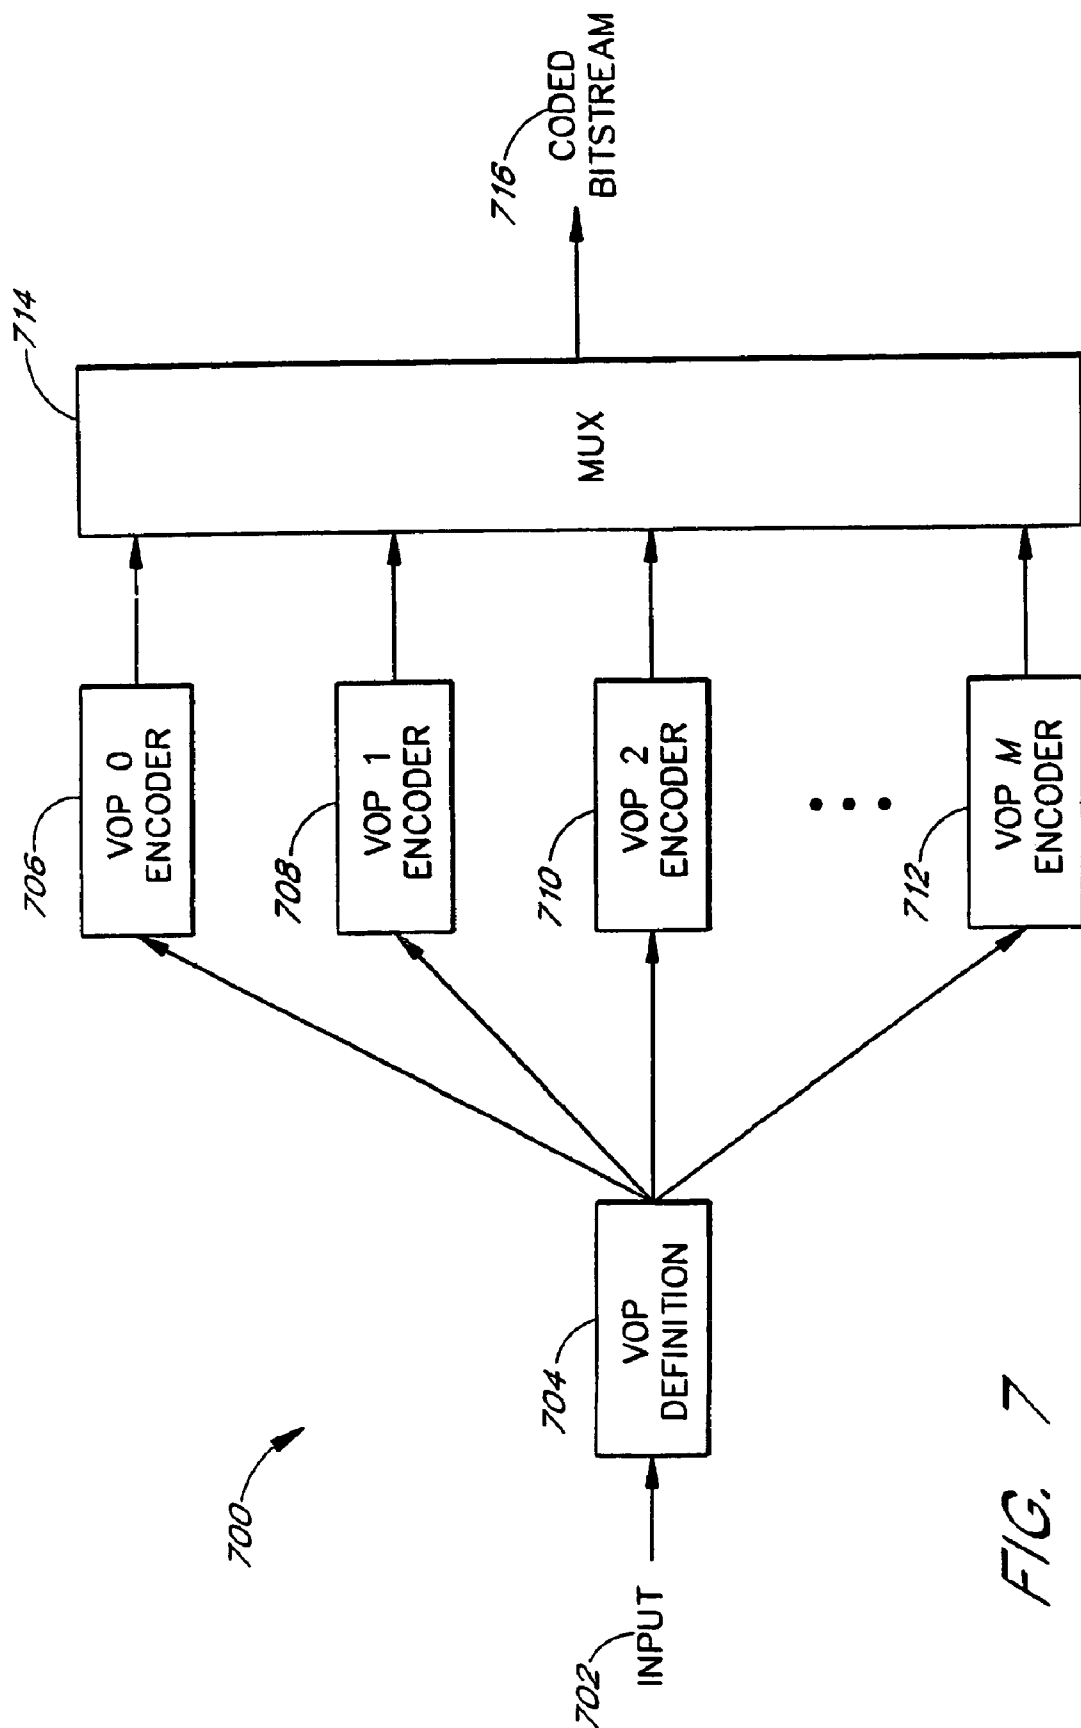 700
702
INPUT
704
VOP
DEFINITION
706
VOP 0
ENCODER
708
VOP 1
ENCODER
710
VOP 2
ENCODER
712
VOP M
ENCODER
714
MUX
716
CODED
BITSTREAM
FIG. 7